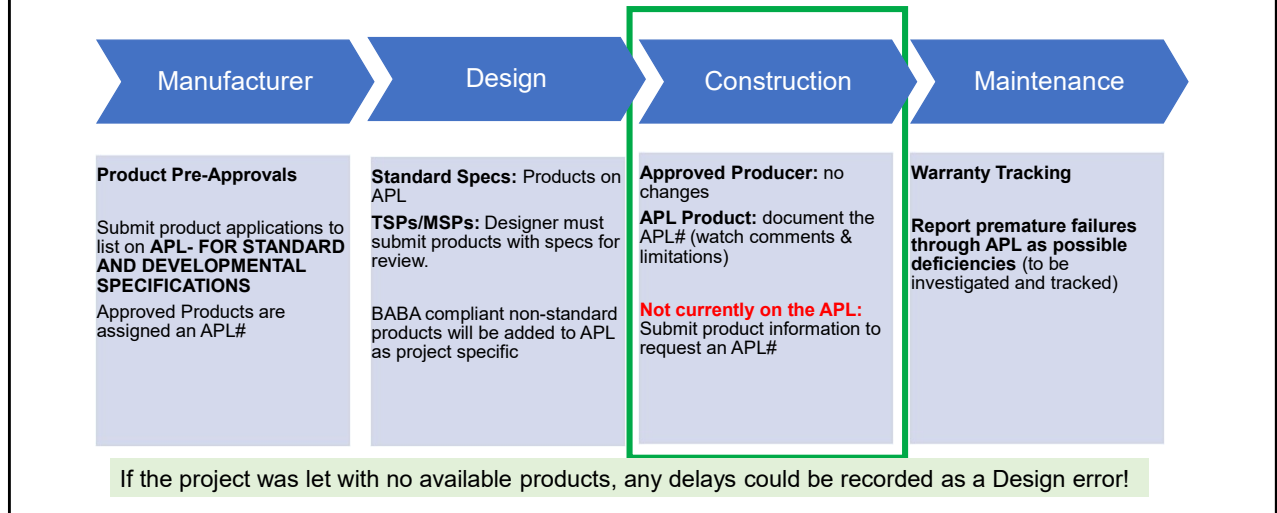 Manufacturer
Design
Construction
Maintenance
Product Pre-Approvals
Submit product applications to
list on APL- FOR STANDARD
AND DEVELOPMENTAL
SPECIFICATIONS
Approved Products are
assigned an APL#
Standard Specs: Products on
APL
TSPs/MSPs: Designer must
submit products with specs for
review.
BABA compliant non-standard
products will be added to APL
as project specific
Approved Producer: no
changes
APL Product: document the
APL# (watch comments &
limitations)
Not currently on the APL:
Submit product information to
request an APL#
Warranty Tracking
Report premature failures
through APL as possible
deficiencies (to be
investigated and tracked)
If the project was let with no available products, any delays could be recorded as a Design error!